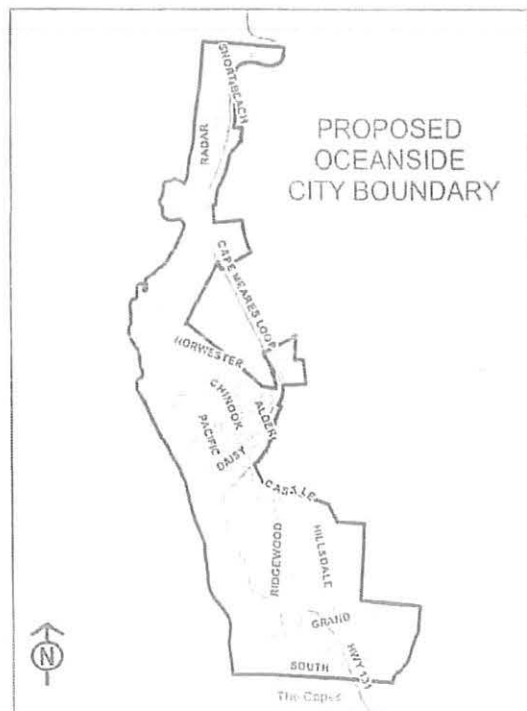 PROPOSED
OCEANSIDE
CITY BOUNDARY
SHORT BEACH
RADAR
CAPE MEARES LOOP
NORWESTER
CHINOOK
ALDER
PACIFIC
DAISY
CASTLE
RIDGEWOOD
HILLSDALE
GRAND
HWY 131
SOUTH
The Capes
N